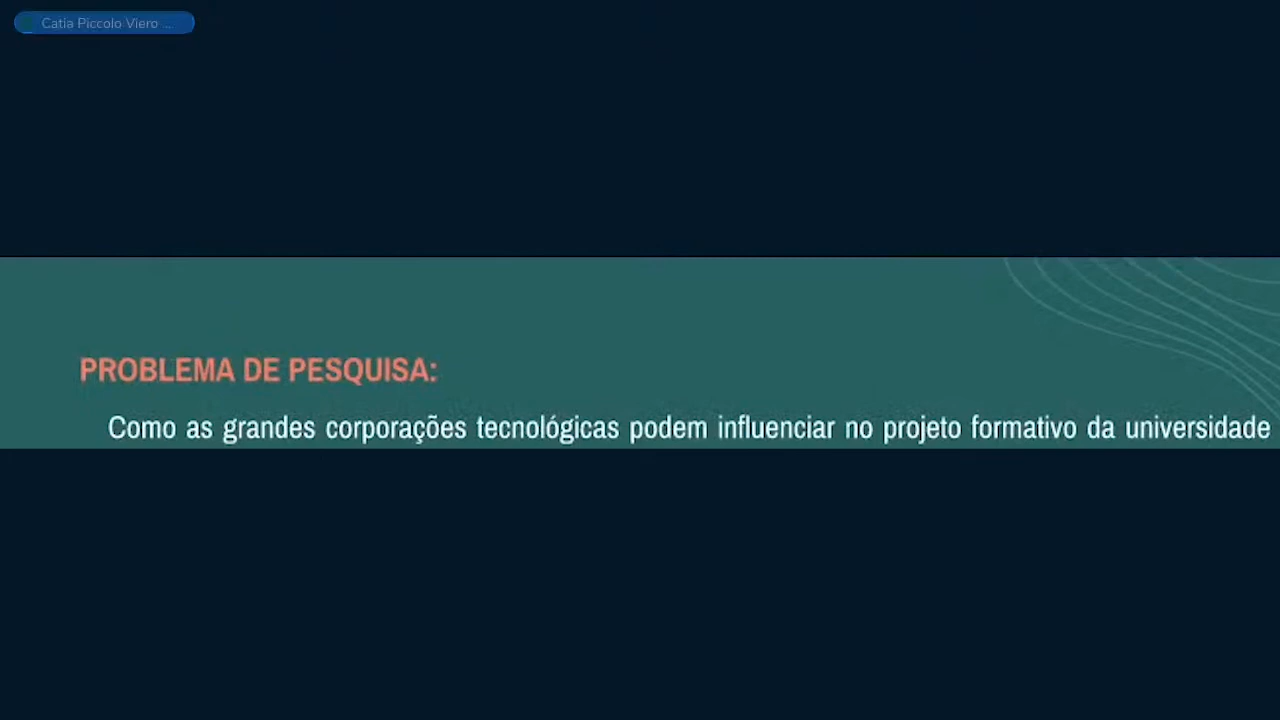 Catia Piccolo Viero ...
PROBLEMA DE PESQUISA:
Como as grandes corporações tecnológicas podem influenciar no projeto formativo da universidade